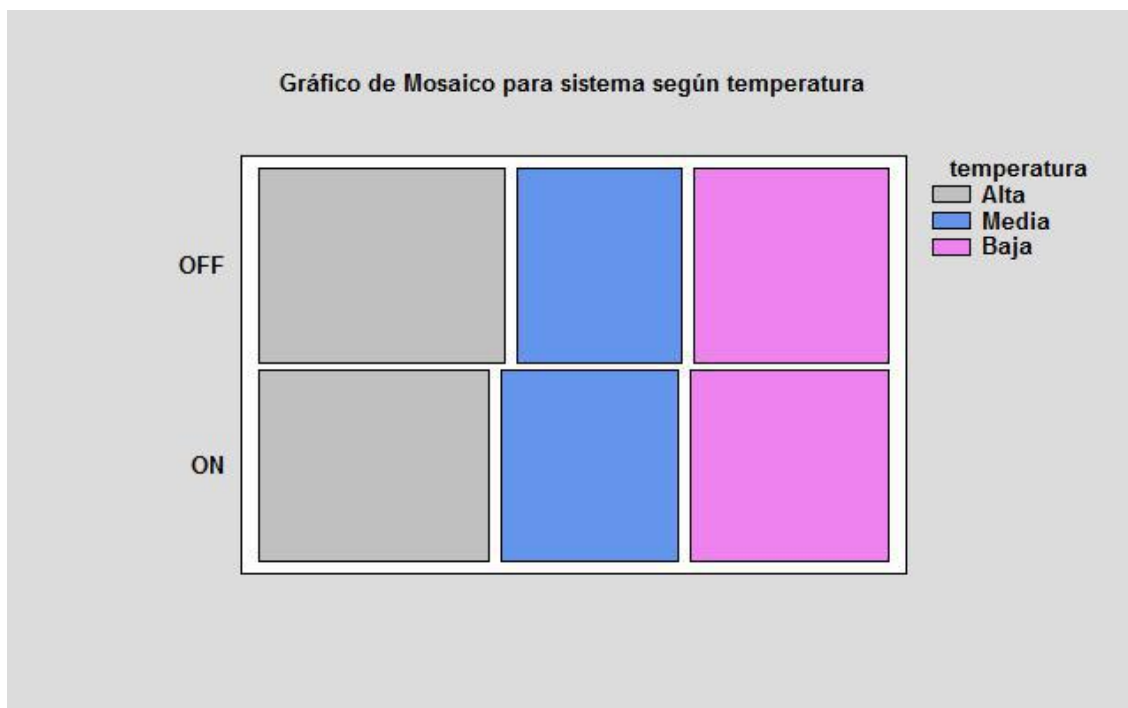 Gráfico de Mosaico para sistema según temperatura
temperatura
Alta
Media
Baja
OFF
ON